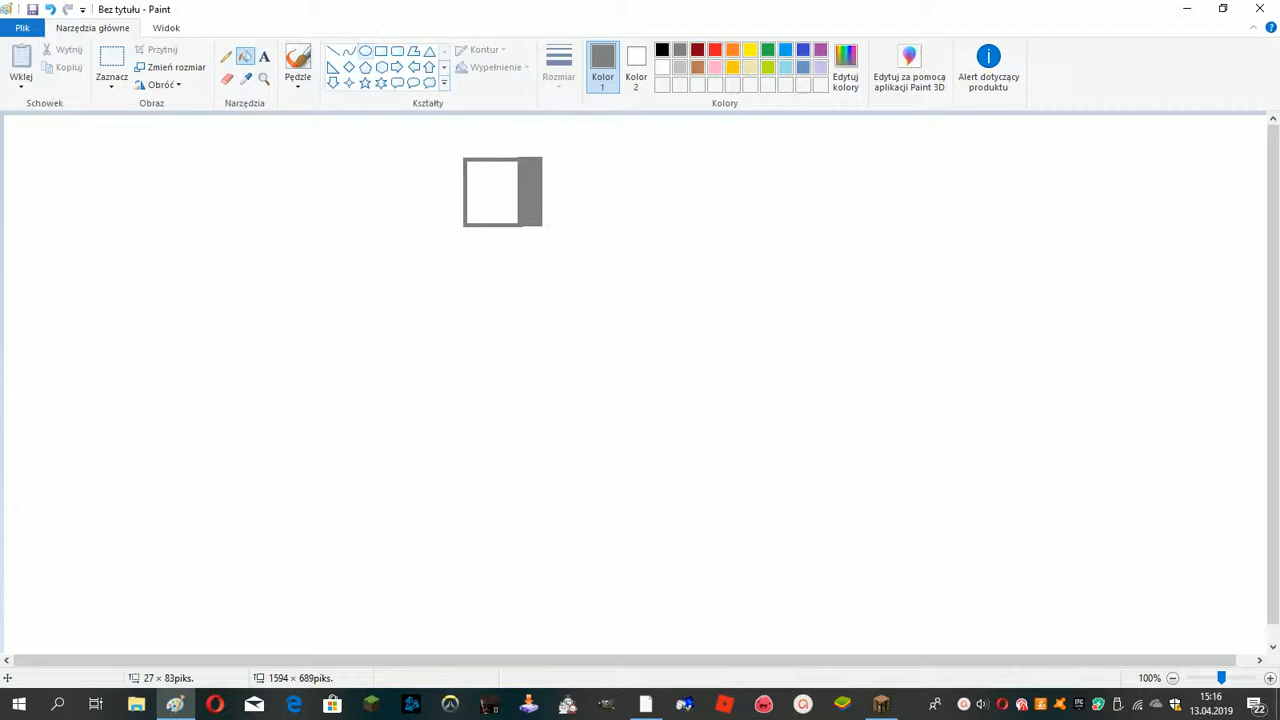 Bez tytułu - Paint
Plik Narzędzia główne Widok
Wklej
Wytnij
Kopiuj
Schowek
Zaznacz
Przytnij
Zmień rozmiar
Obróć
Obraz
A
Narzędzia
Pędzle
Kontur
Wypełnienie
Kształty
Rozmiar
Kolor
1
Kolor
2
Edytuj
kolory
Kolory
Edytuj za pomocą
aplikacji Paint 3D
Alert dotyczący
produktu
27 × 83piks. 1594 × 689piks. 100%
15:16
13.04.2019
22